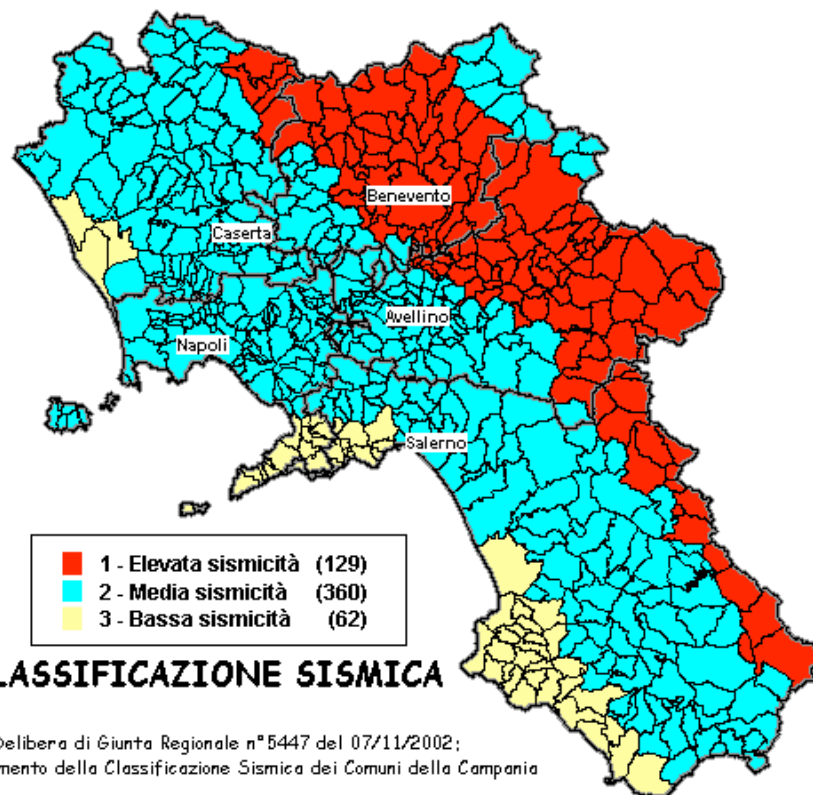 Benevento
Caserta
Avellino
Napoli
Salerno
1 - Elevata sismicità (129)
2 - Media sismicità (360)
3 - Bassa sismicità (62)
LASSIFICAZIONE SISMICA
Delibera di Giunta Regionale n°5447 del 07/11/2002;
mento della Classificazione Sismica dei Comuni della Campania